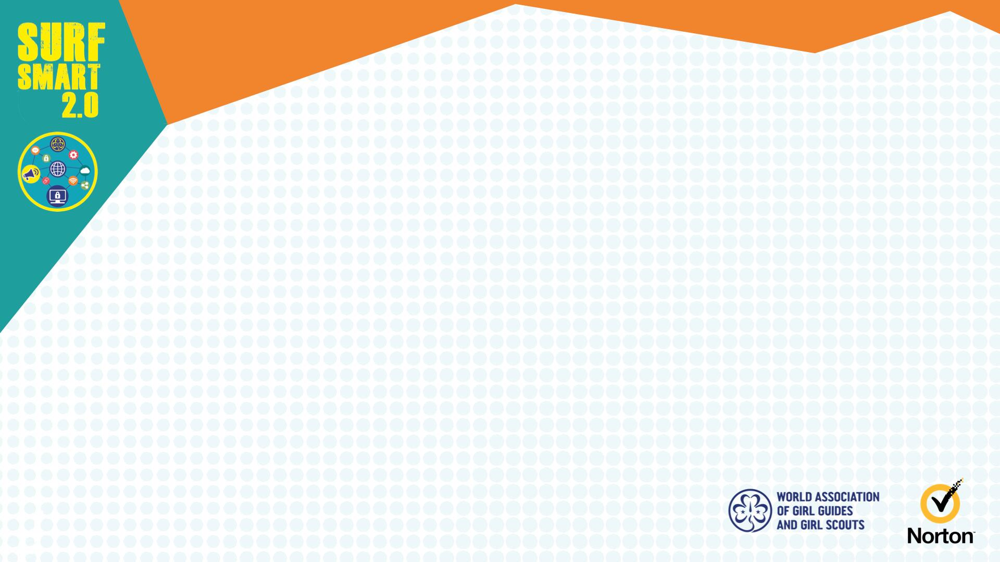 SURF
SMART
2.0
WORLD ASSOCIATION
OF GIRL GUIDES
AND GIRL SCOUTS
Norton